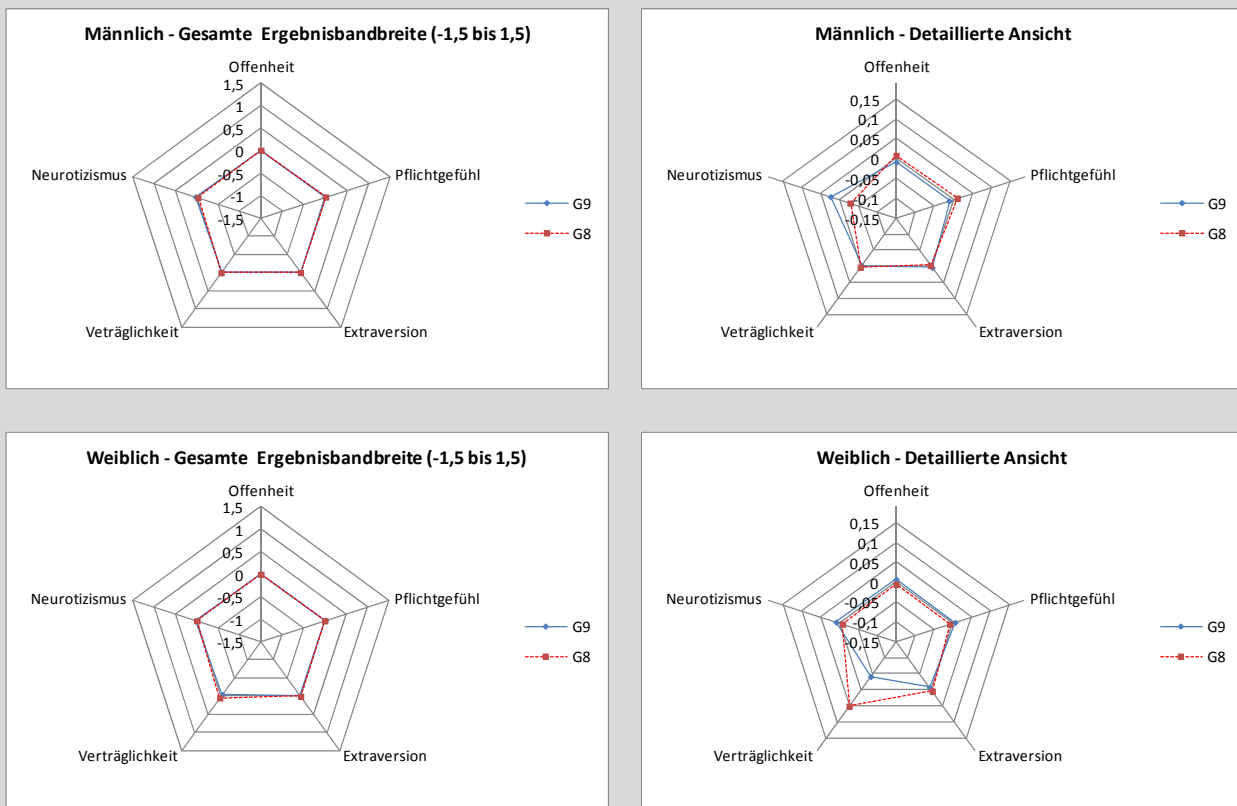 Männlich - Gesamte Ergebnisbandbreite (-1,5 bis 1,5)
Offenheit
1,5
1
0,5
0
-0,5
-1
-1,5
Neurotizismus
Pflichtgefühl
Veträglichkeit
Extraversion
G9
G8
Männlich - Detaillierte Ansicht
Offenheit
0,15
0,1
0,05
0
-0,05
-0,1
-0,15
Neurotizismus
Pflichtgefühl
Veträglichkeit
Extraversion
G9
G8
Weiblich - Gesamte Ergebnisbandbreite (-1,5 bis 1,5)
Offenheit
1,5
1
0,5
0
-0,5
-1
-1,5
Neurotizismus
Pflichtgefühl
Verträglichkeit
Extraversion
G9
G8
Weiblich - Detaillierte Ansicht
Offenheit
0,15
0,1
0,05
0
-0,05
-0,1
-0,15
Neurotizismus
Pflichtgefühl
Verträglichkeit
Extraversion
G9
G8